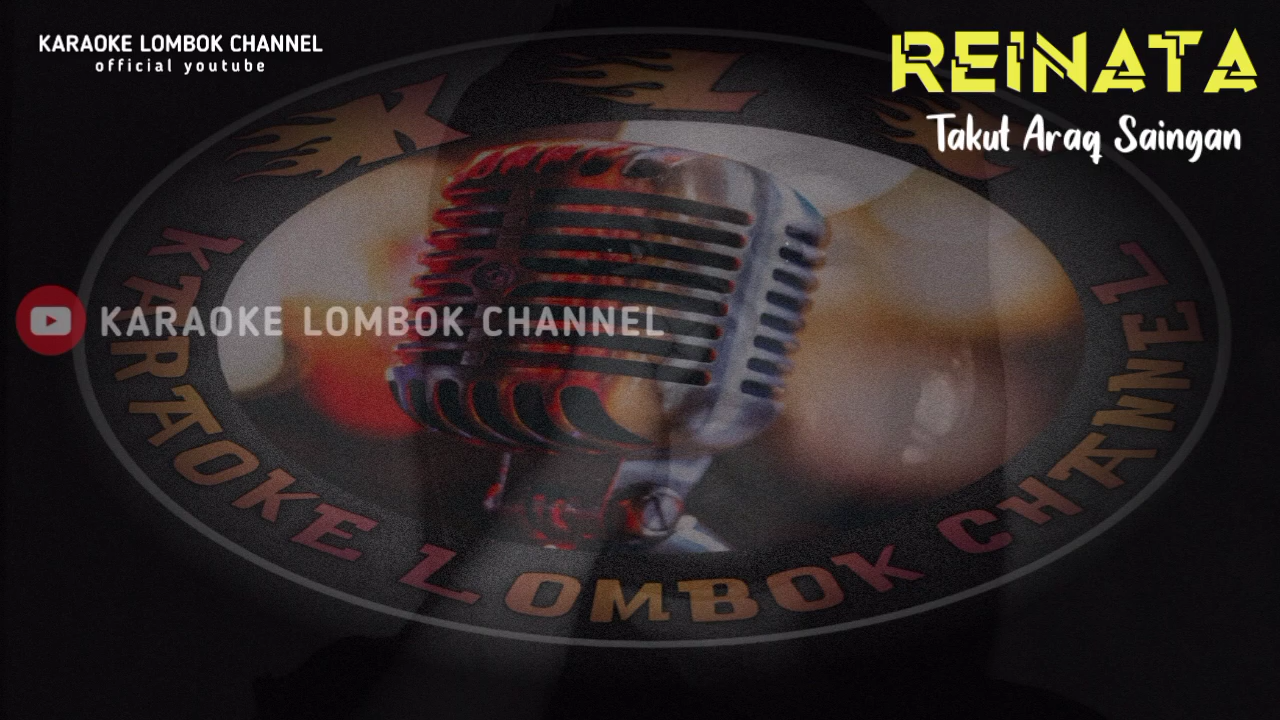 KARAOKE LOMBOK CHANNEL
official youtube
REINATA
Takut Araq Saingan
K L C
KARAOKE LOMBOK CHANNEL
KARAOKE LOMBOK CHANNEL